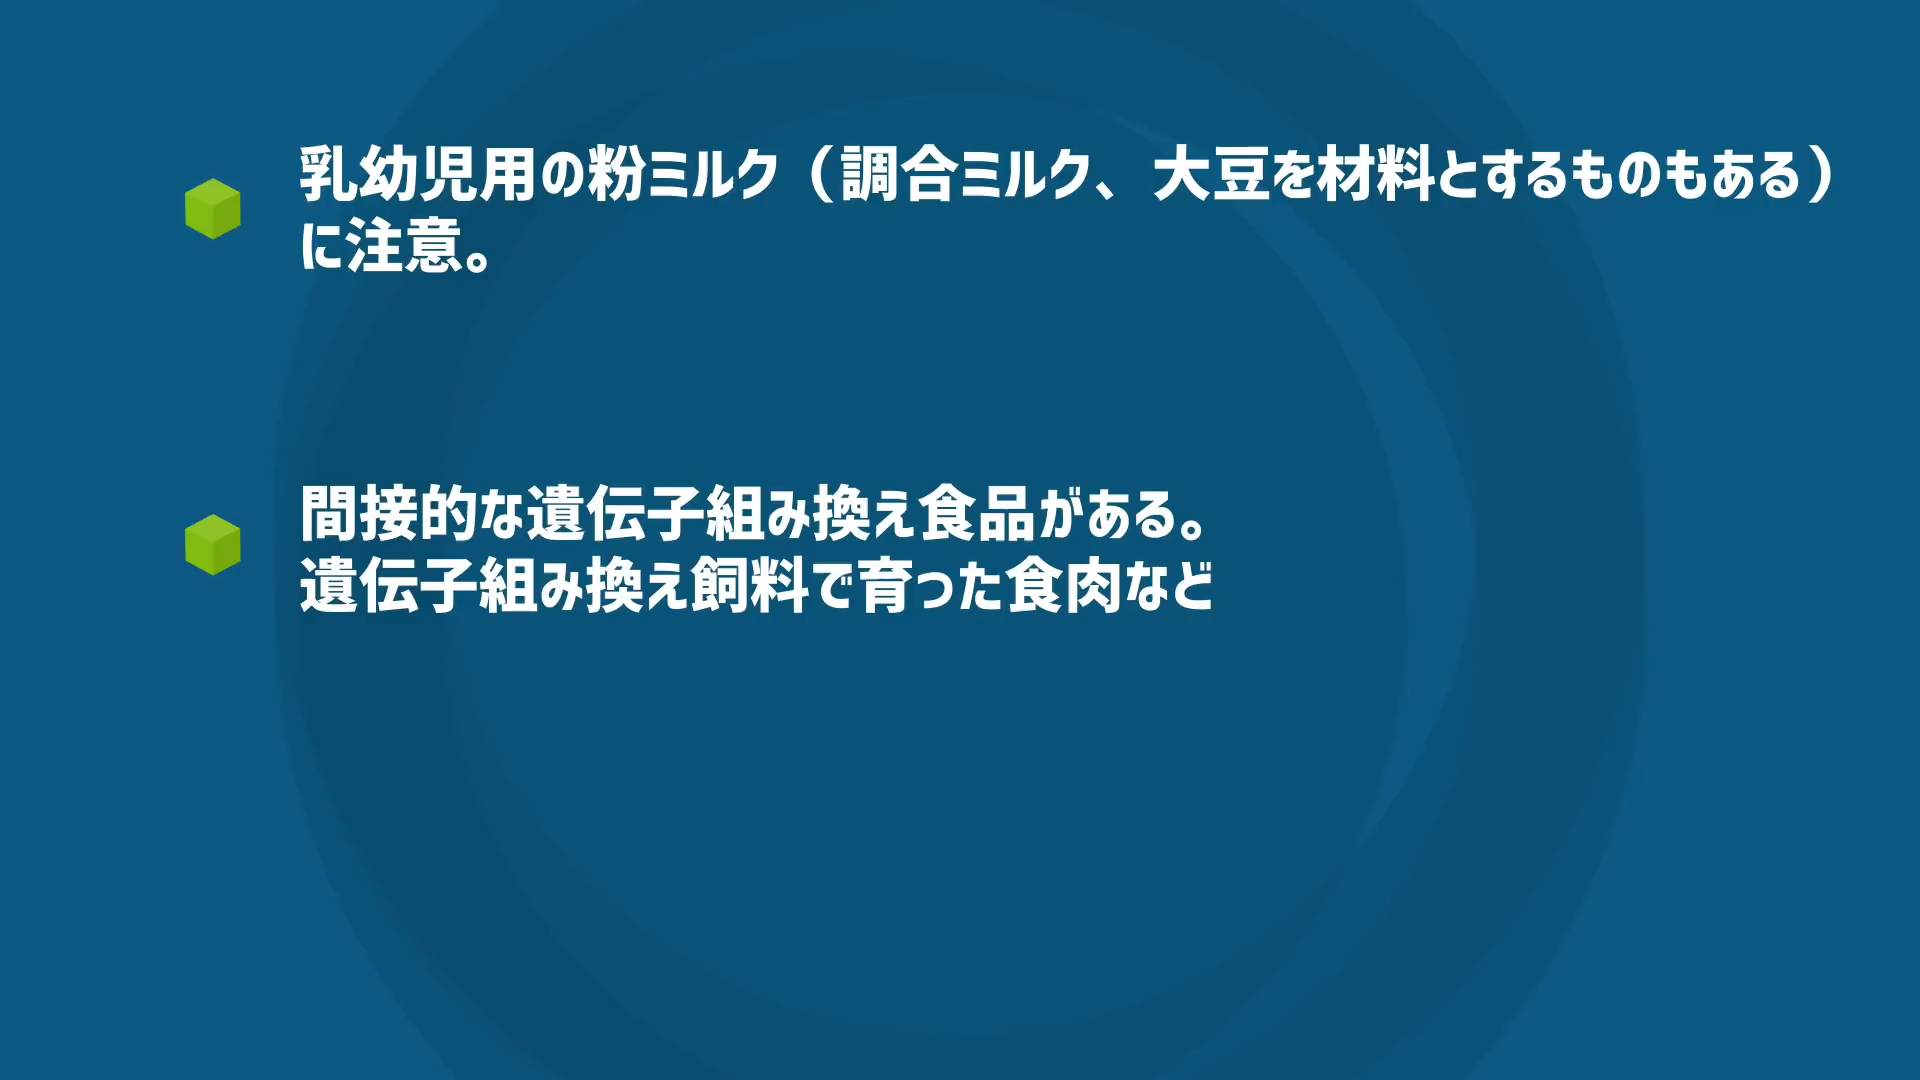 乳幼児用の粉ミルク（調合ミルク、大豆を材料とするものもある）
に注意。
間接的な遺伝子組み換え食品がある。
遺伝子組み換え飼料で育った食肉など